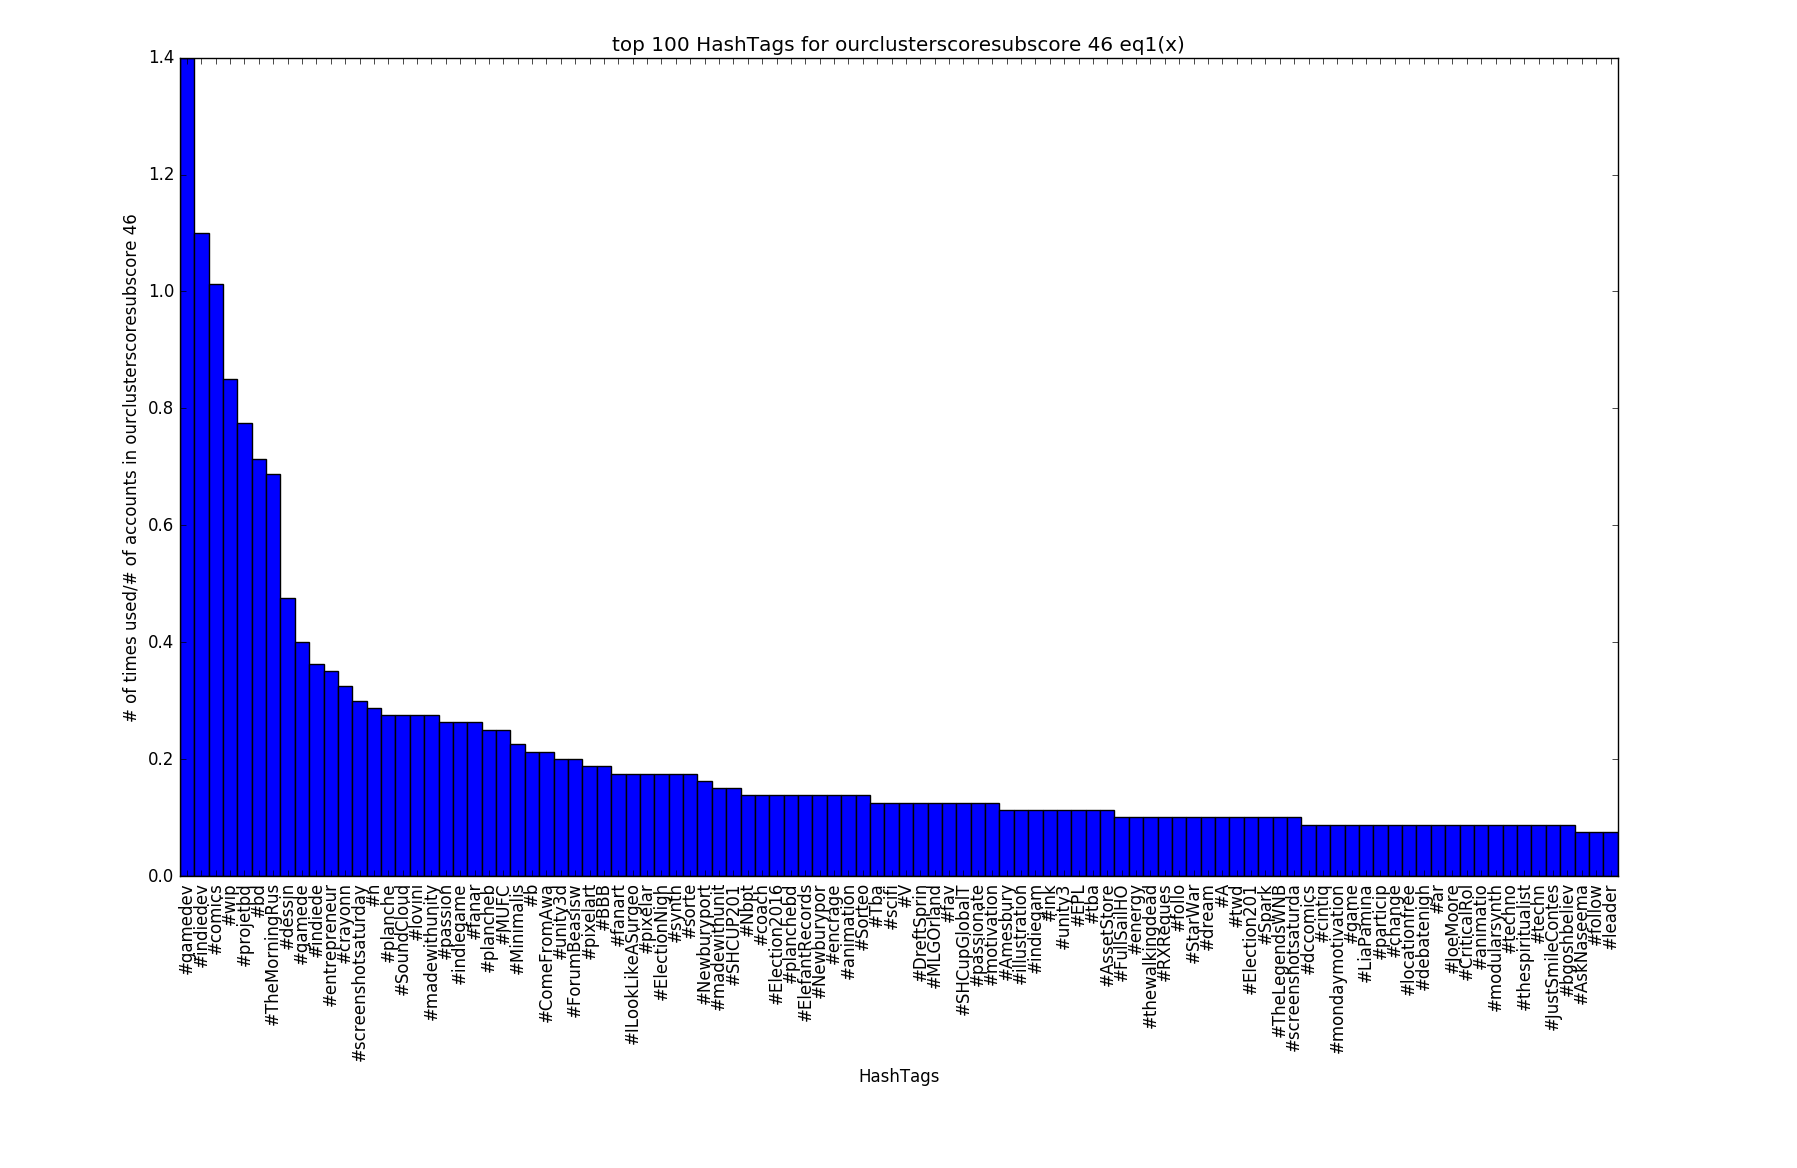 top 100 HashTags for ourclusterscoresubscore 46 eq1(x)
# of times used/# of accounts in ourclusterscoresubscore 46
1.4
1.2
1.0
0.8
0.6
0.4
0.2
0.0
#gamedev
#indiedev
#comics
#wip
#projetbd
#bd
#TheMorningRus
#dessin
#gamede
#indiede
#entrepreneur
#crayonn
#screenshotsaturday
#fi
#planche
#SoundCloud
#lovini
#madewithunity
#passion
#indiegame
#fanar
#plancheb
#MUFC
#Minimalis
#b
#ComeFromAwa
#unity3d
#ForumBeasisw
#pixelart
#BBB
#fanart
#ILookLikeASurgeo
#pixelar
#ElectionNigh
#synth
#sorte
#Newburyport
#madewithunit
#SHCUP201
#Nbpt
#coach
#Election2016
#planchebd
#ElefantRecords
#Newburypor
#encrage
#animation
#Sorteo
#Tba
#scifi
#V
#DreftSprin
#MLGOrland
#fav
#SHCupGlobalT
#passionate
#motivation
#Amesbury
#illustration
#indiegam
#ink
#unity3
#EPL
#tba
#AssetStore
#FullSailHO
#energy
#thewalkingdead
#RXReques
#follo
#StarWar
#dream
#A
#twd
#Election201
#Spark
#TheLegendsWNB
#screenshotsaturda
#dccomics
#cintiq
#mondaymotivation
#game
#LiaPamina
#particip
#change
#locationfree
#debatenigh
#ar
#JoeMoore
#CriticalRol
#animatio
#modularsynth
#techno
#thespiritualist
#techn
#JustSmileContes
#bgoshbeliev
#AskNaseema
#follow
#leader
HashTags